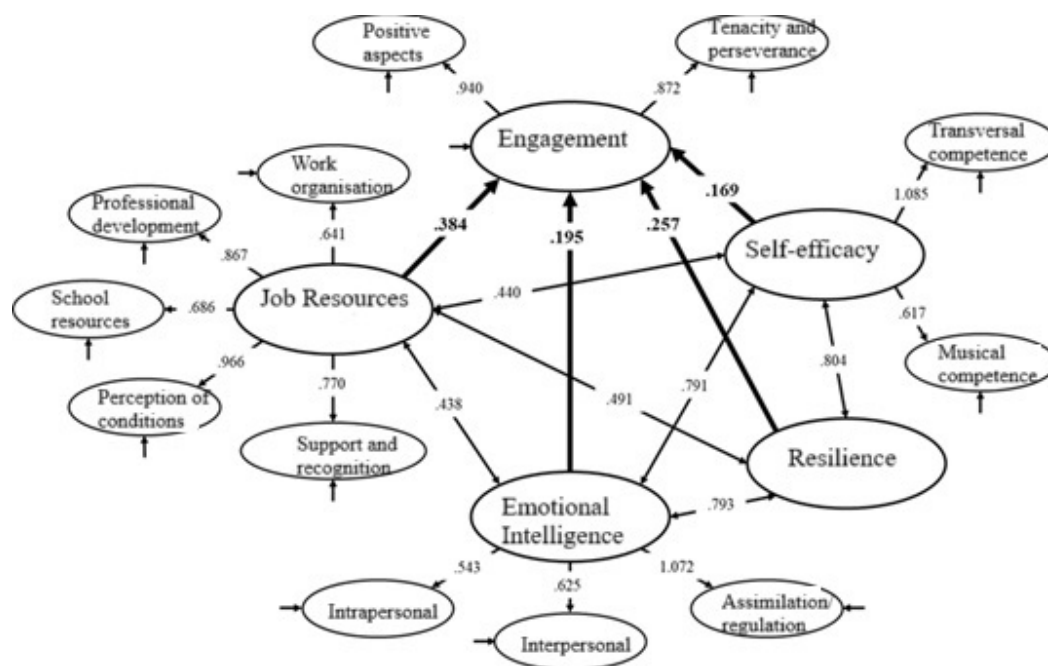 Positive
aspects
Tenacity and
perseverance
.940
.872
Engagement
Transversal
competence
Work
organisation
Professional
development
.641
.384
.195
.257
.169
1.085
.867
Self-efficacy
School
resources
.686
Job Resources
.440
.617
.966
.770
.438
.491
.791
.804
Musical
competence
Perception of
conditions
Support and
recognition
Resilience
Emotional
Intelligence
.793
.543
.625
1.072
Intrapersonal
Interpersonal
Assimilation/
regulation